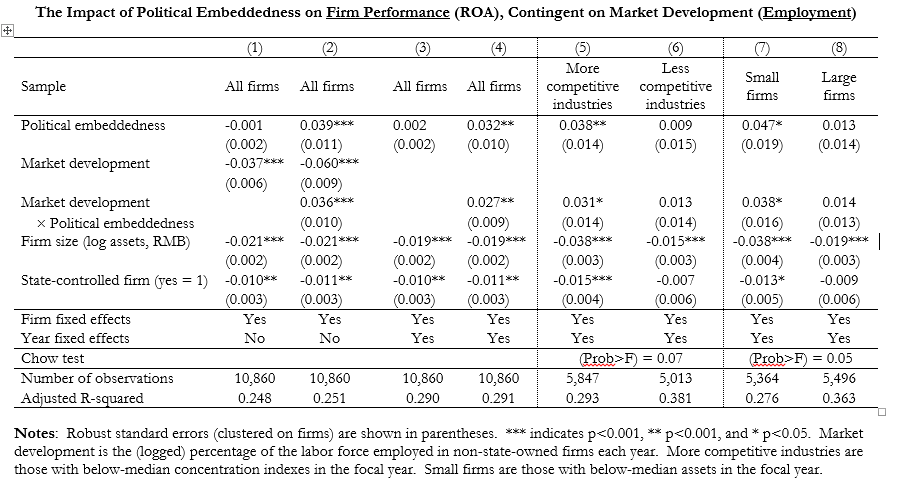 The Impact of Political Embeddedness on Firm Performance (ROA), Contingent on Market Development (Employment)
(1) (2) (3) (4) (5) (6) (7) (8)
Sample All firms All firms All firms All firms More competitive industries Less competitive industries Small firms Large firms
Political embeddedness -0.001 0.039*** 0.002 0.032** 0.038** 0.009 0.047* 0.013
(0.002) (0.011) (0.002) (0.010) (0.014) (0.015) (0.019) (0.014)
Market development -0.037*** -0.060***
(0.006) (0.009)
Market development 0.036*** 0.027** 0.031* 0.013 0.038* 0.014
× Political embeddedness (0.010) (0.009) (0.014) (0.014) (0.016) (0.013)
Firm size (log assets, RMB) -0.021*** -0.021*** -0.019*** -0.019*** -0.038*** -0.015*** -0.038*** -0.019***
(0.002) (0.002) (0.002) (0.002) (0.003) (0.003) (0.004) (0.003)
State-controlled firm (yes = 1) -0.010** -0.011** -0.010** -0.011** -0.015*** -0.007 -0.013* -0.009
(0.003) (0.003) (0.003) (0.003) (0.004) (0.006) (0.005) (0.006)
Firm fixed effects Yes Yes Yes Yes Yes Yes Yes Yes
Year fixed effects No No Yes Yes Yes Yes Yes Yes
Chow test (Prob>F) = 0.07 (Prob>F) = 0.05
Number of observations 10,860 10,860 10,860 10,860 5,847 5,013 5,364 5,496
Adjusted R-squared 0.248 0.251 0.290 0.291 0.293 0.381 0.276 0.363
Notes: Robust standard errors (clustered on firms) are shown in parentheses. *** indicates p<0.001, ** p<0.001, and * p<0.05. Market
development is the (logged) percentage of the labor force employed in non-state-owned firms each year. More competitive industries are
those with below-median concentration indexes in the focal year. Small firms are those with below-median assets in the focal year.